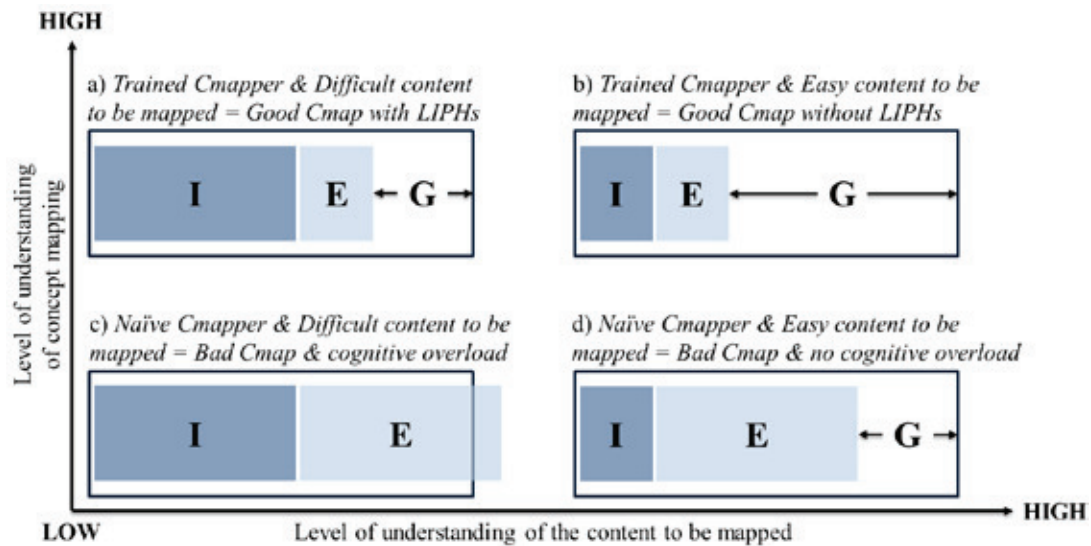 HIGH
a) Trained Cmapper & Difficult content
to be mapped = Good Cmap with LIPHs
I
E
G
b) Trained Cmapper & Easy content to be
mapped = Good Cmap without LIPHs
I
E
G
Level of understanding
of concept mapping
c) Naïve Cmapper & Difficult content to be
mapped = Bad Cmap & cognitive overload
I
E
d) Naïve Cmapper & Easy content to be
mapped = Bad Cmap & no cognitive overload
I
E
G
LOW
Level of understanding of the content to be mapped
HIGH